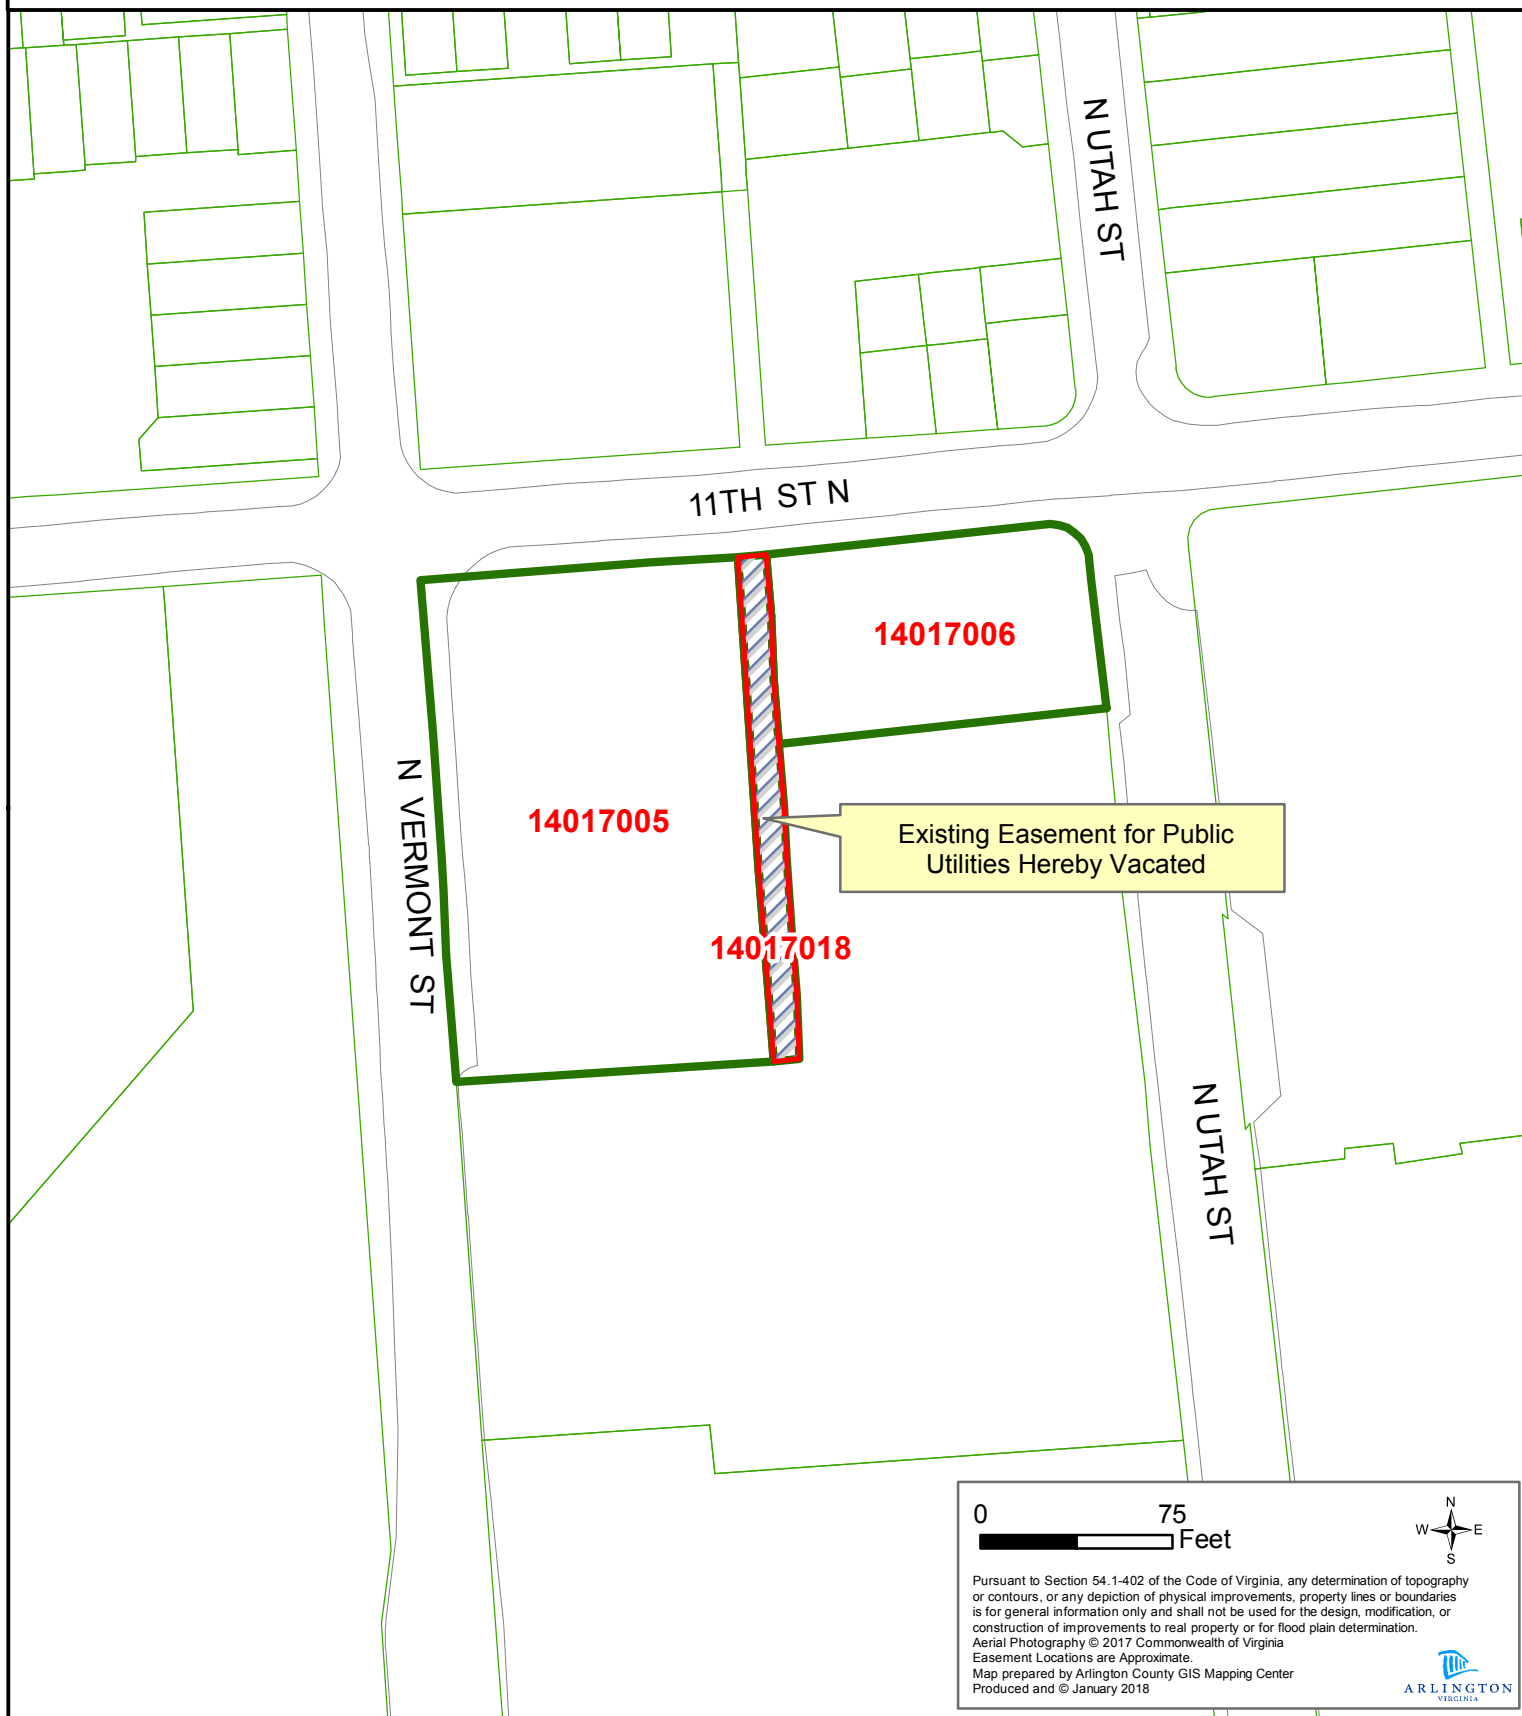 N UTAH ST
11TH ST N
14017006
N VERMONT ST
14017005
Existing Easement for Public
Utilities Hereby Vacated
14017018
N UTAH ST
0 75
Feet
N
W E
S
Pursuant to Section 54.1-402 of the Code of Virginia, any determination of topography
or contours, or any depiction of physical improvements, property lines or boundaries
is for general information only and shall not be used for the design, modification, or
construction of improvements to real property or for flood plain determination.
Aerial Photography © 2017 Commonwealth of Virginia
Easement Locations are Approximate.
Map prepared by Arlington County GIS Mapping Center
Produced and © January 2018
ARLINGTON
VIRGINIA